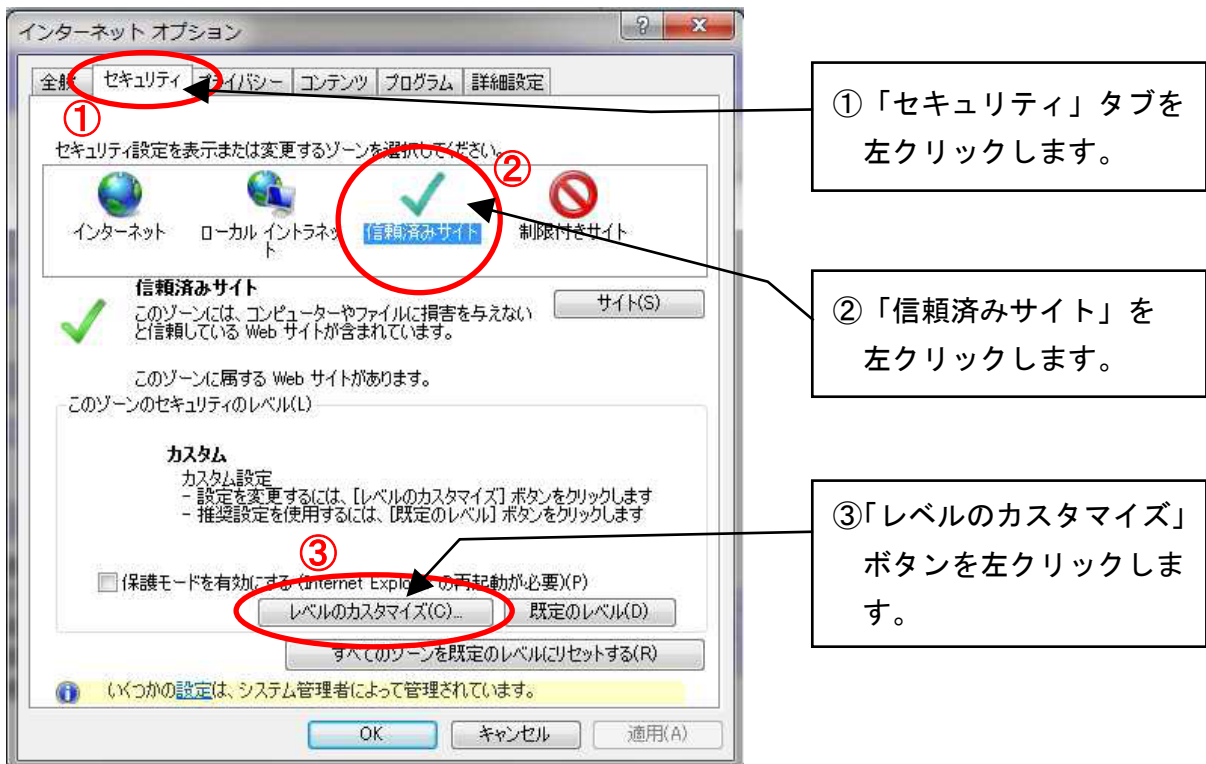 インターネット オプション
全般 セキュリティ プライバシー コンテンツ プログラム 詳細設定
①
セキュリティ設定を表示または変更するゾーンを選択してください。
②
インターネット
ローカル イントラネッ
ト
信頼済みサイト
制限付きサイト
信頼済みサイト
このゾーンには、コンピューターやファイルに損害を与えない
と信頼している Web サイトが含まれています。
サイト(S)
このゾーンに属する Web サイトがあります。
このゾーンのセキュリティのレベル(L)
カスタム
カスタム設定
- 設定を変更するには、[レベルのカスタマイズ] ボタンをクリックします
- 推奨設定を使用するには、[既定のレベル] ボタンをクリックします
③
保護モードを有効にする (Internet Explorer の再起動が必要)(P)
レベルのカスタマイズ(C)... 既定のレベル(D)
すべてのゾーンを既定のレベルにリセットする(R)
いくつかの設定は、システム管理者によって管理されています。
OK キャンセル 適用(A)
①「セキュリティ」タブを
左クリックします。
②「信頼済みサイト」を
左クリックします。
③「レベルのカスタマイズ」
ボタンを左クリックしま
す。